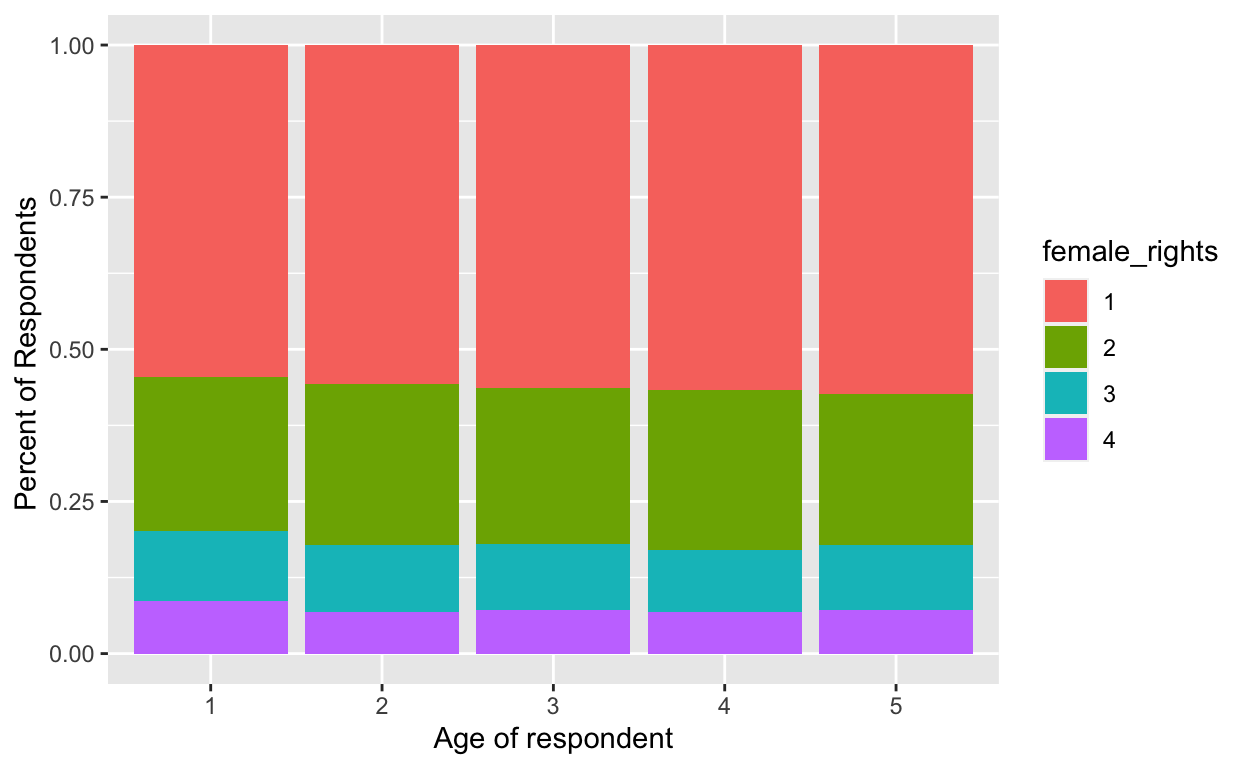 1.00
0.75
0.50
0.25
0.00
Percent of Respondents
1 2 3 4 5
Age of respondent
female_rights
1
2
3
4